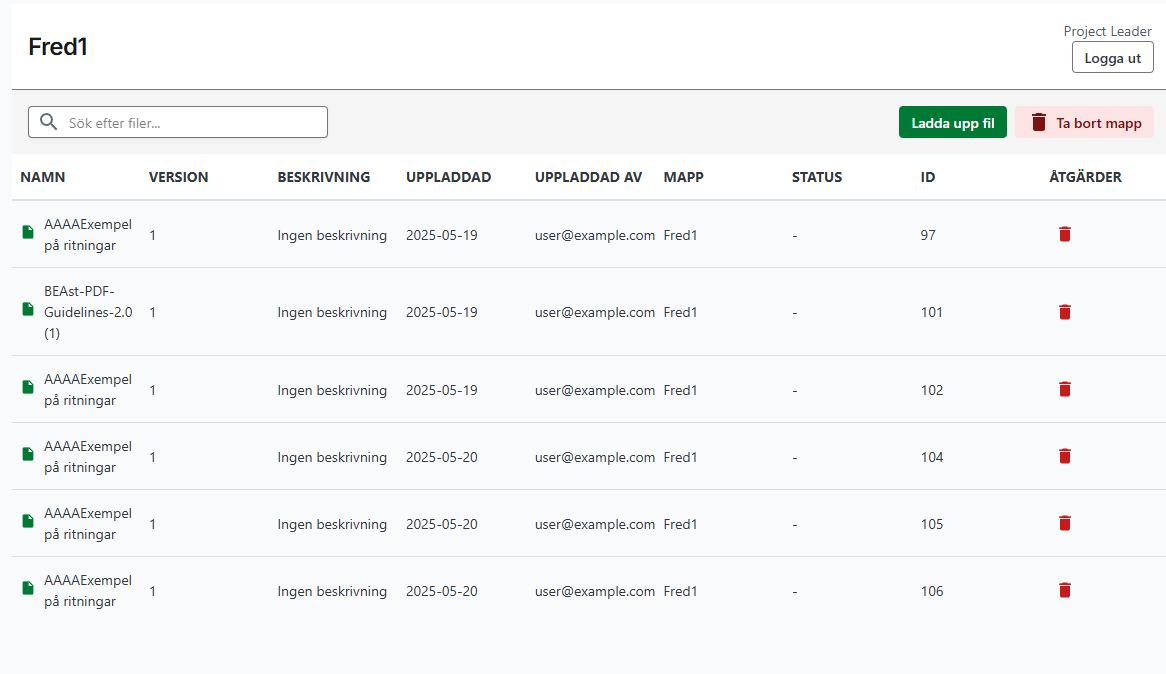 Fred1
Project Leader
Logga ut
Sök efter filer...
Ladda upp fil
Ta bort mapp
NAMN VERSION BESKRIVNING UPPLADDAD UPPLADDAD AV MAPP STATUS ID ÅTGÄRDER
AAAAExempel
på ritningar
1 Ingen beskrivning 2025-05-19 user@example.com Fred1 - 97
BEAst-PDF-
Guidelines-2.0
(1)
1 Ingen beskrivning 2025-05-19 user@example.com Fred1 - 101
AAAAExempel
på ritningar
1 Ingen beskrivning 2025-05-19 user@example.com Fred1 - 102
AAAAExempel
på ritningar
1 Ingen beskrivning 2025-05-20 user@example.com Fred1 - 104
AAAAExempel
på ritningar
1 Ingen beskrivning 2025-05-20 user@example.com Fred1 - 105
AAAAExempel
på ritningar
1 Ingen beskrivning 2025-05-20 user@example.com Fred1 - 106